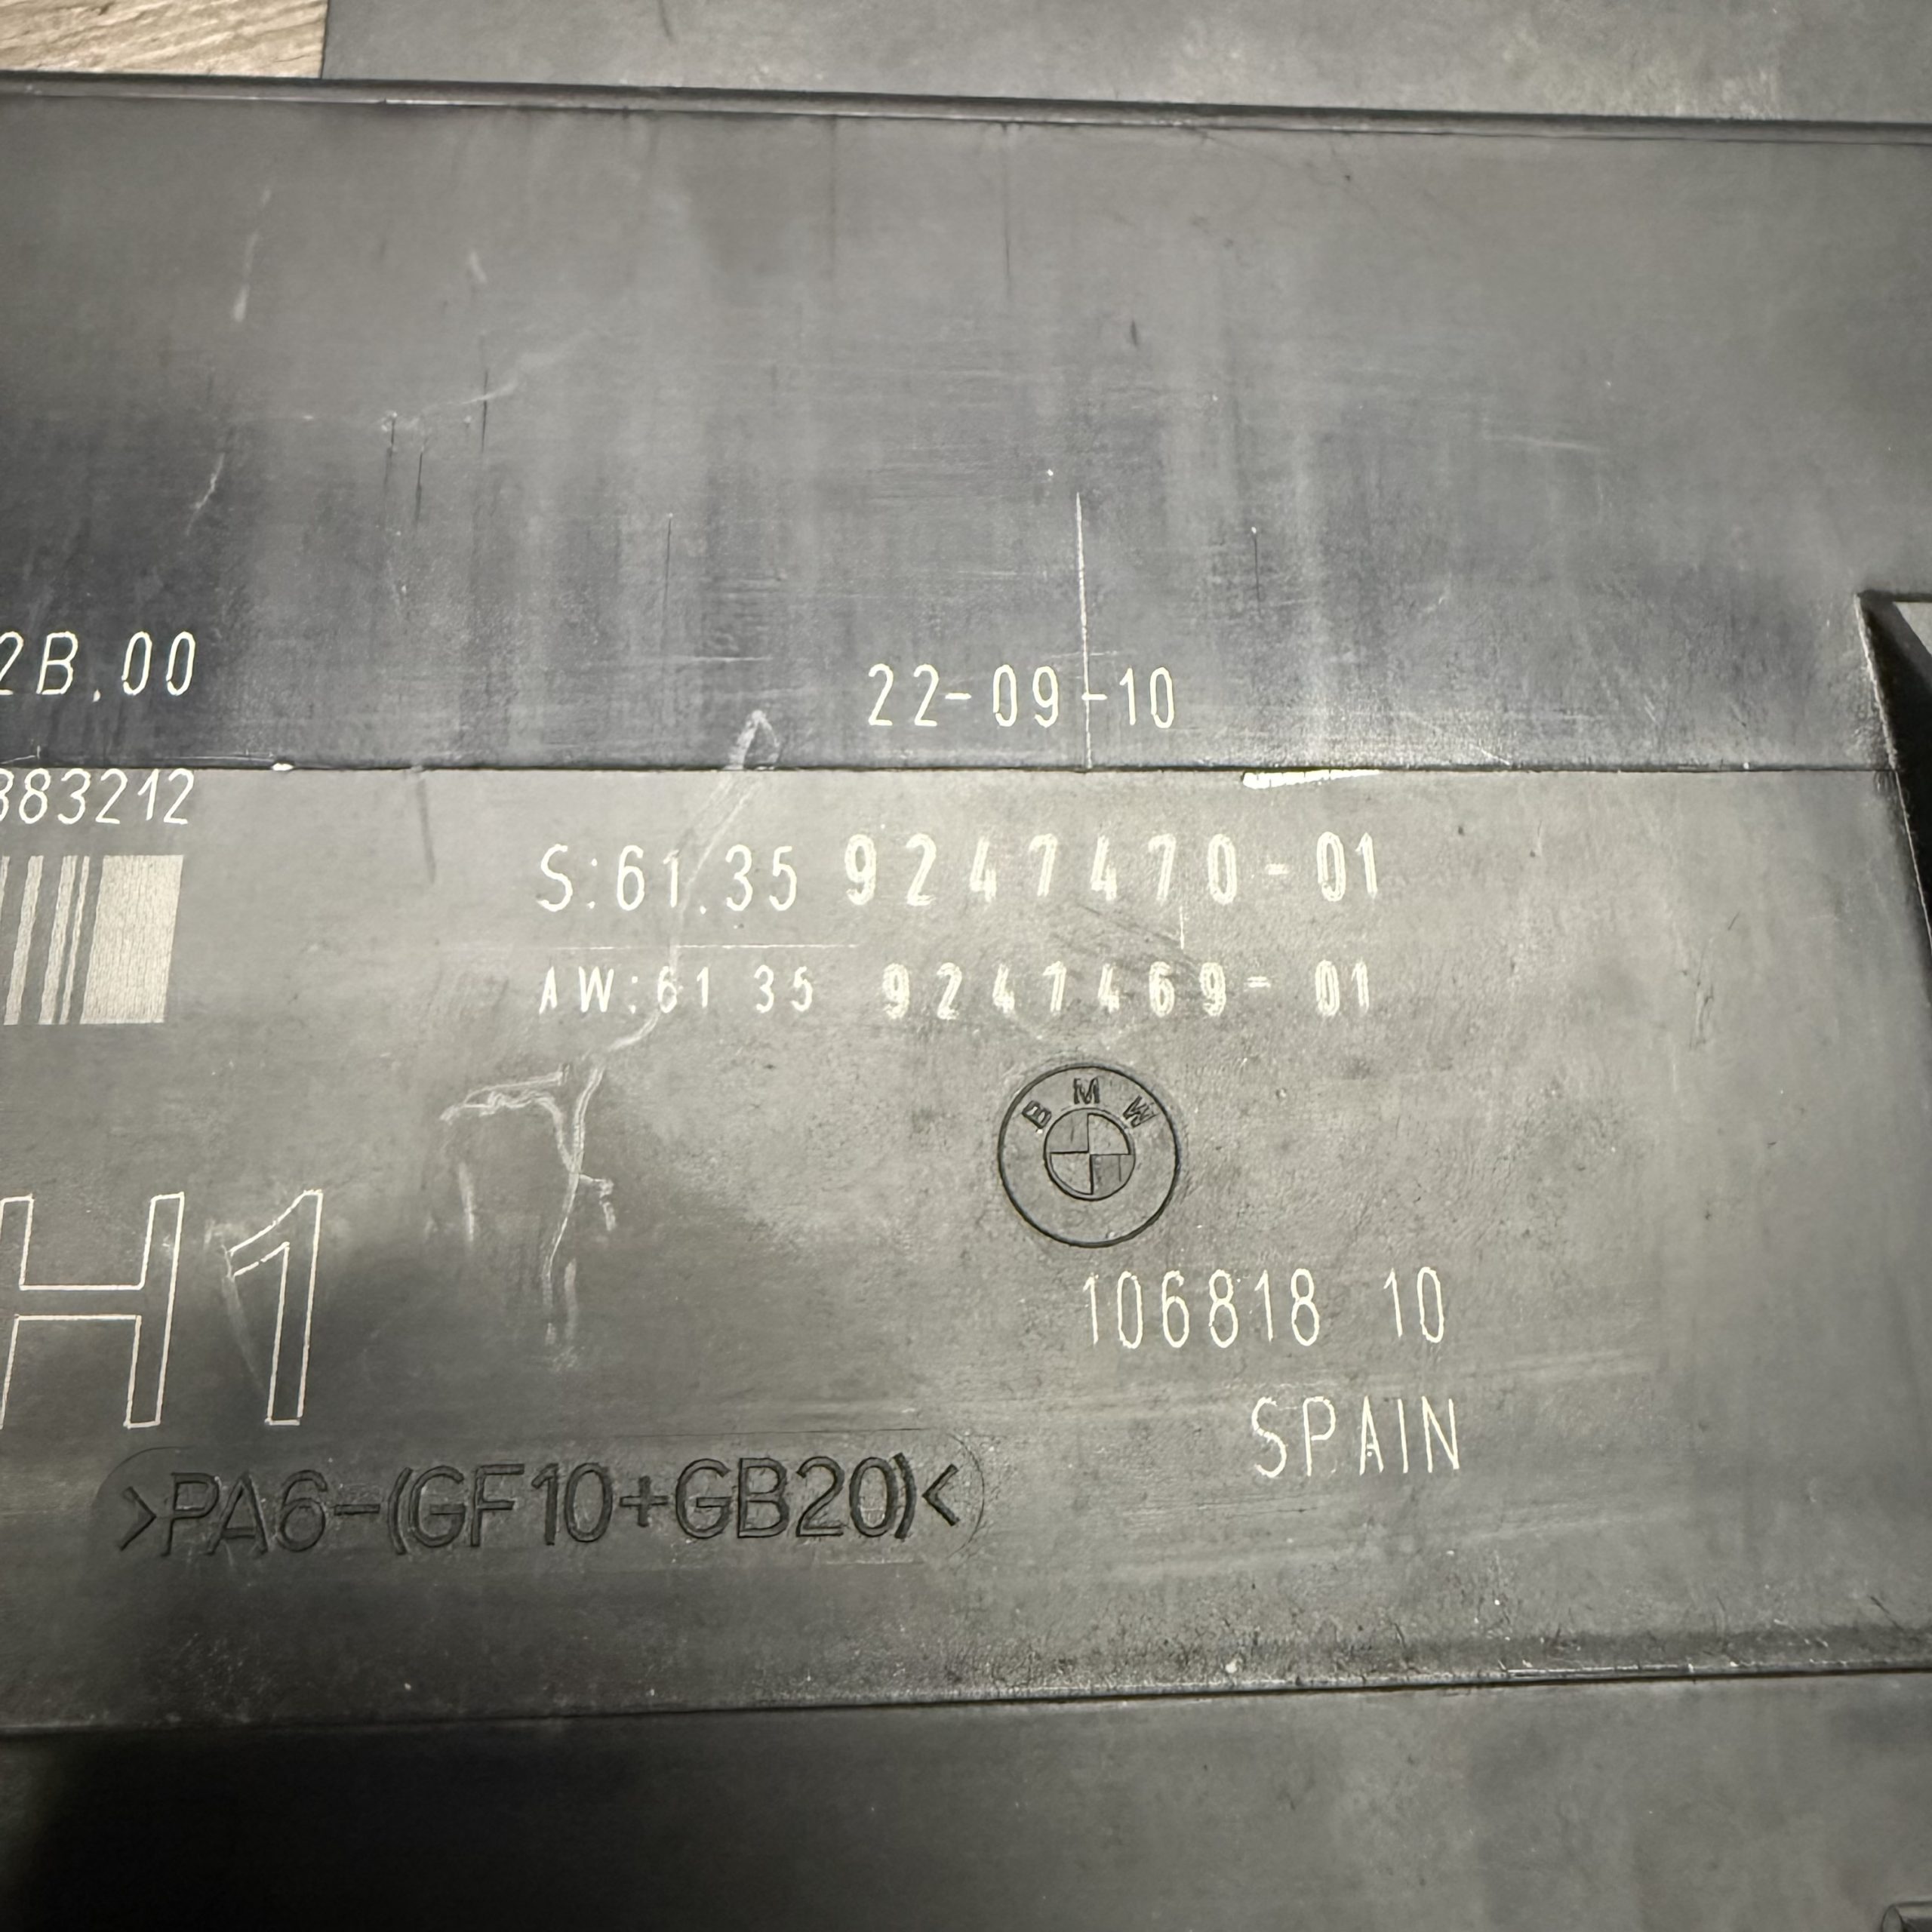 2B.00
22-09-10
883212
S:61.35 9247470-01
AW:61 35 9247469-01
BMW
H1
106818 10
SPAIN
>PA6-(GF10+GB20)<